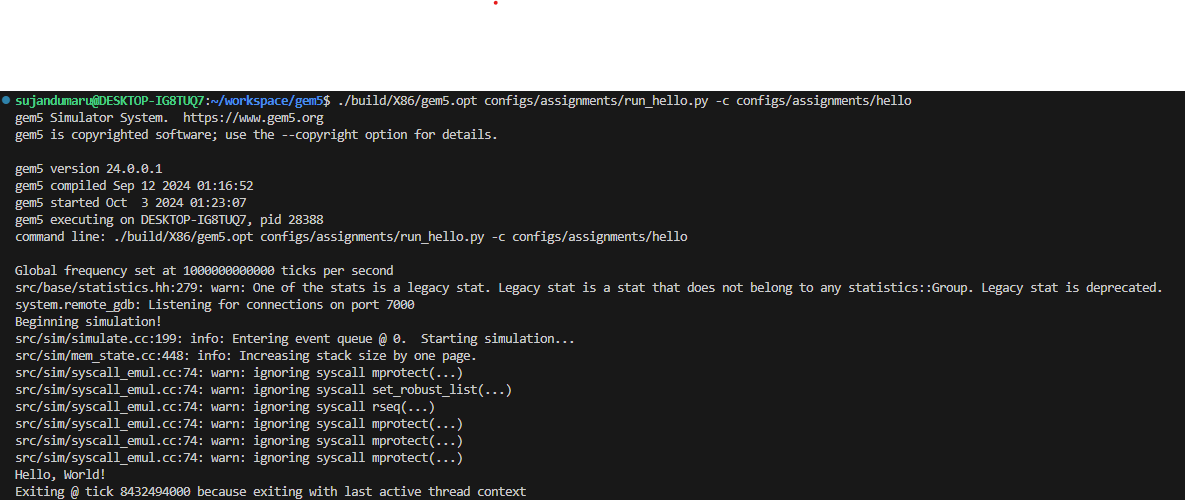 sujandumaru@DESKTOP-IG8TUQ7:~/workspace/gem5$ ./build/X86/gem5.opt configs/assignments/run_hello.py -c configs/assignments/hello
gem5 Simulator System.  https://www.gem5.org
gem5 is copyrighted software; use the --copyright option for details.

gem5 version 24.0.0.1
gem5 compiled Sep 12 2024 01:16:52
gem5 started Oct  3 2024 01:23:07
gem5 executing on DESKTOP-IG8TUQ7, pid 28388
command line: ./build/X86/gem5.opt configs/assignments/run_hello.py -c configs/assignments/hello

Global frequency set at 1000000000000 ticks per second
src/base/statistics.hh:279: warn: One of the stats is a legacy stat. Legacy stat is a stat that does not belong to any statistics::Group. Legacy stat is deprecated.
system.remote_gdb: Listening for connections on port 7000
Beginning simulation!
src/sim/simulate.cc:199: info: Entering event queue @ 0.  Starting simulation...
src/sim/mem_state.cc:448: info: Increasing stack size by one page.
src/sim/syscall_emul.cc:74: warn: ignoring syscall mprotect(...)
src/sim/syscall_emul.cc:74: warn: ignoring syscall set_robust_list(...)
src/sim/syscall_emul.cc:74: warn: ignoring syscall rseq(...)
src/sim/syscall_emul.cc:74: warn: ignoring syscall mprotect(...)
src/sim/syscall_emul.cc:74: warn: ignoring syscall mprotect(...)
src/sim/syscall_emul.cc:74: warn: ignoring syscall mprotect(...)
Hello, World!
Exiting @ tick 8432494000 because exiting with last active thread context